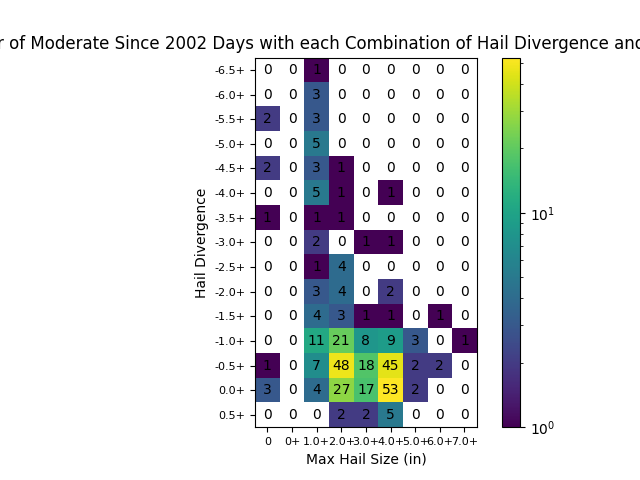 of Moderate Since 2002 Days with each Combination of Hail Divergence
-6.5+ 0 0 1 0 0 0 0 0 0
-6.0+ 0 0 3 0 0 0 0 0 0
-5.5+ 2 0 3 0 0 0 0 0 0
-5.0+ 0 0 5 0 0 0 0 0 0
-4.5+ 2 0 3 1 0 0 0 0 0
-4.0+ 0 0 5 1 0 1 0 0 0
-3.5+ 1 0 1 1 0 0 0 0 0
-3.0+ 0 0 2 0 1 1 0 0 0
-2.5+ 0 0 1 4 0 0 0 0 0
-2.0+ 0 0 3 4 0 2 0 0 0
-1.5+ 0 0 4 3 1 1 0 1 0
-1.0+ 0 0 11 21 8 9 3 0 1
-0.5+ 1 0 7 48 18 45 2 2 0
0.0+ 3 0 4 27 17 53 2 0 0
0.5+ 0 0 0 2 2 5 0 0 0
0 0+ 1.0+ 2.0+ 3.0+ 4.0+ 5.0+ 6.0+ 7.0+
Max Hail Size (in)
Hail Divergence
10¹
10⁰